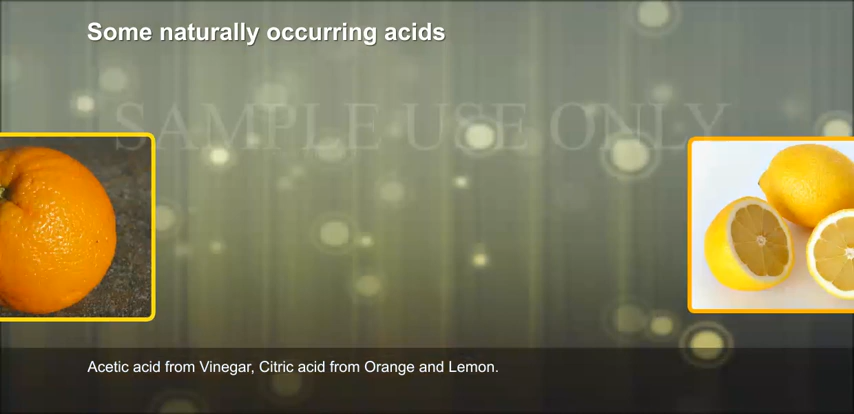 Some naturally occurring acids
SAMPLE USE ONLY
Acetic acid from Vinegar, Citric acid from Orange and Lemon.